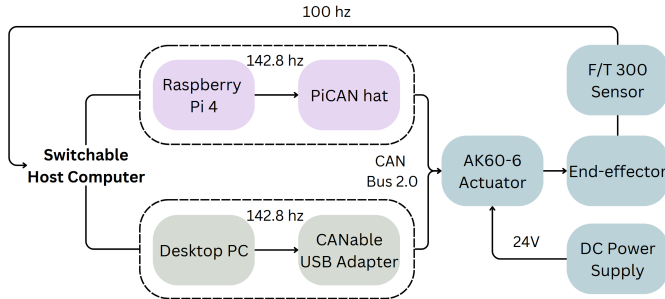 100 hz
142.8 hz
Raspberry
Pi 4
PiCAN hat
F/T 300
Sensor
Switchable
Host Computer
CAN
Bus 2.0
AK60-6
Actuator
End-effector
142.8 hz
Desktop PC
CANable
USB Adapter
24V
DC Power
Supply